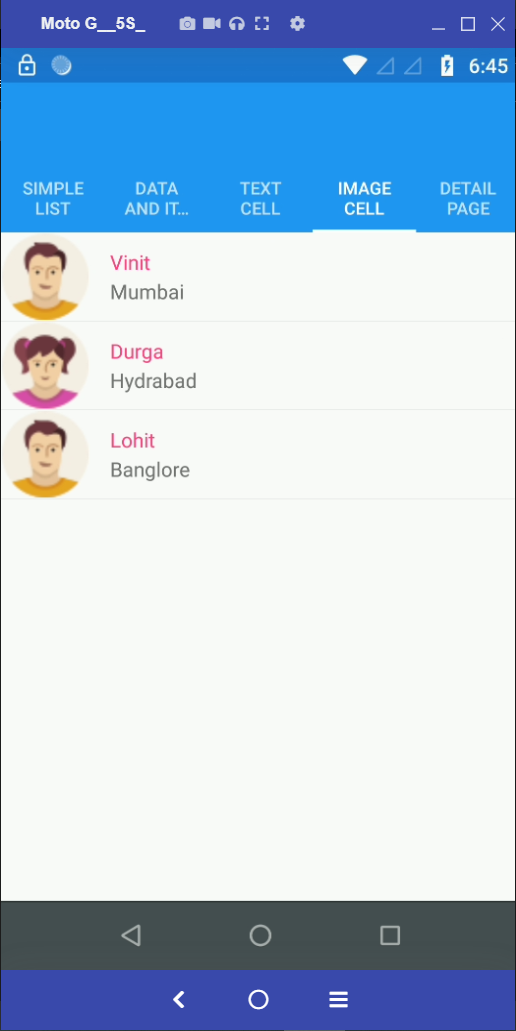 Moto G__5S_
6:45
SIMPLE LIST
DATA AND IT...
TEXT CELL
IMAGE CELL
DETAIL PAGE
Vinit
Mumbai
Durga
Hydrabad
Lohit
Banglore